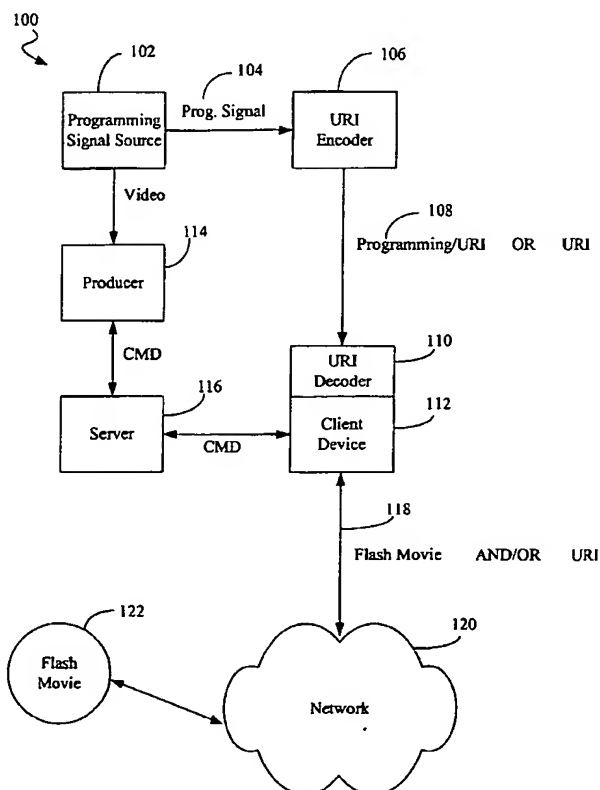 100
102
104
106
Programming
Signal Source
Prog. Signal
URI
Encoder
Video
108
Programming/URI OR URI
114
Producer
CMD
110
URI
Decoder
116
112
Server
CMD
Client
Device
118
Flash Movie AND/OR URI
122
120
Flash
Movie
Network